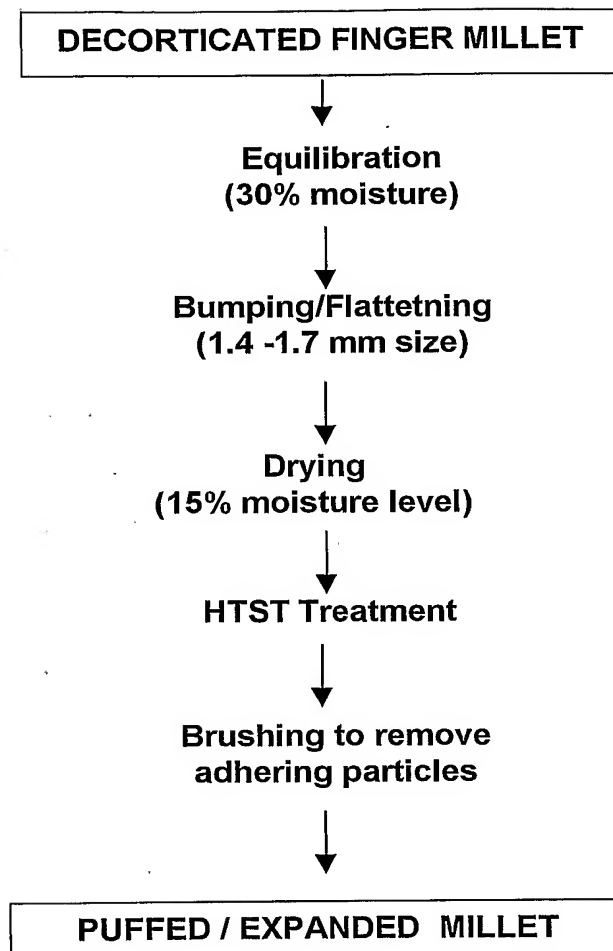 DECORTICATED FINGER MILLET
Equilibration
(30% moisture)
Bumping/Flattetning
(1.4 -1.7 mm size)
Drying
(15% moisture level)
HTST Treatment
Brushing to remove
adhering particles
PUFFED / EXPANDED MILLET